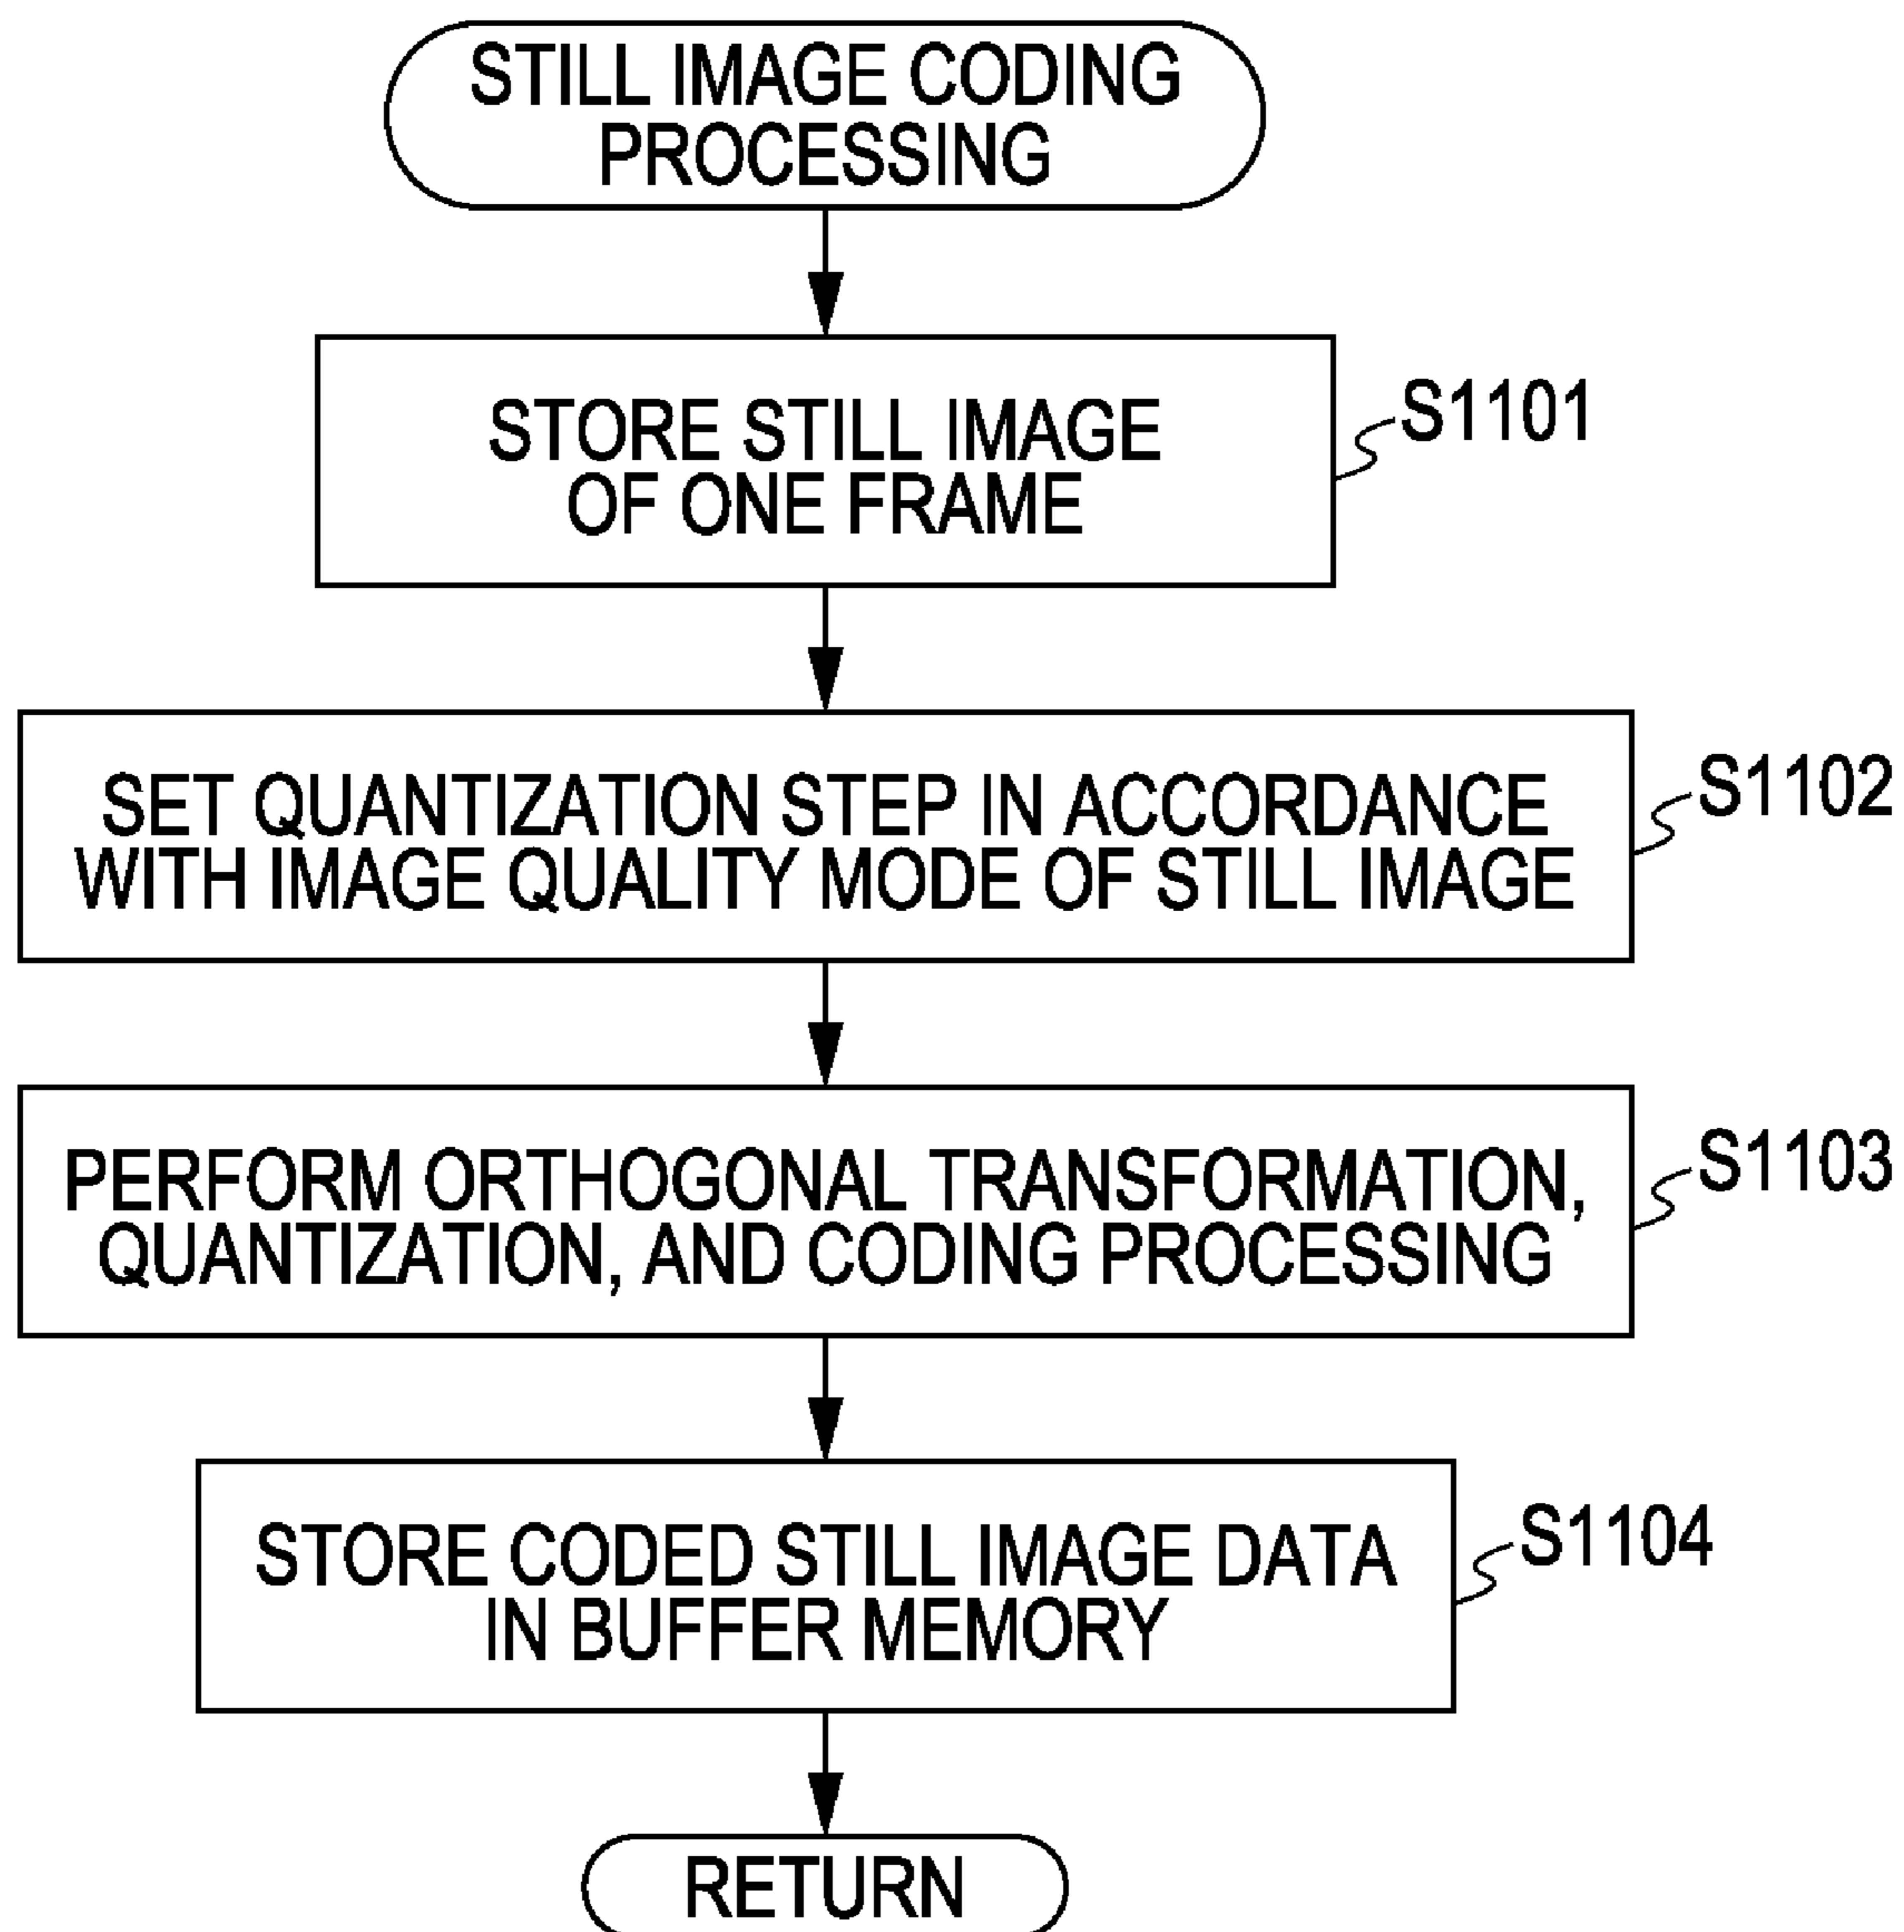 STILL IMAGE CODING
PROCESSING
STORE STILL IMAGE
OF ONE FRAME
S1101
SET QUANTIZATION STEP IN ACCORDANCE
WITH IMAGE QUALITY MODE OF STILL IMAGE
S1102
PERFORM ORTHOGONAL TRANSFORMATION,
QUANTIZATION, AND CODING PROCESSING
S1103
STORE CODED STILL IMAGE DATA
IN BUFFER MEMORY
S1104
RETURN